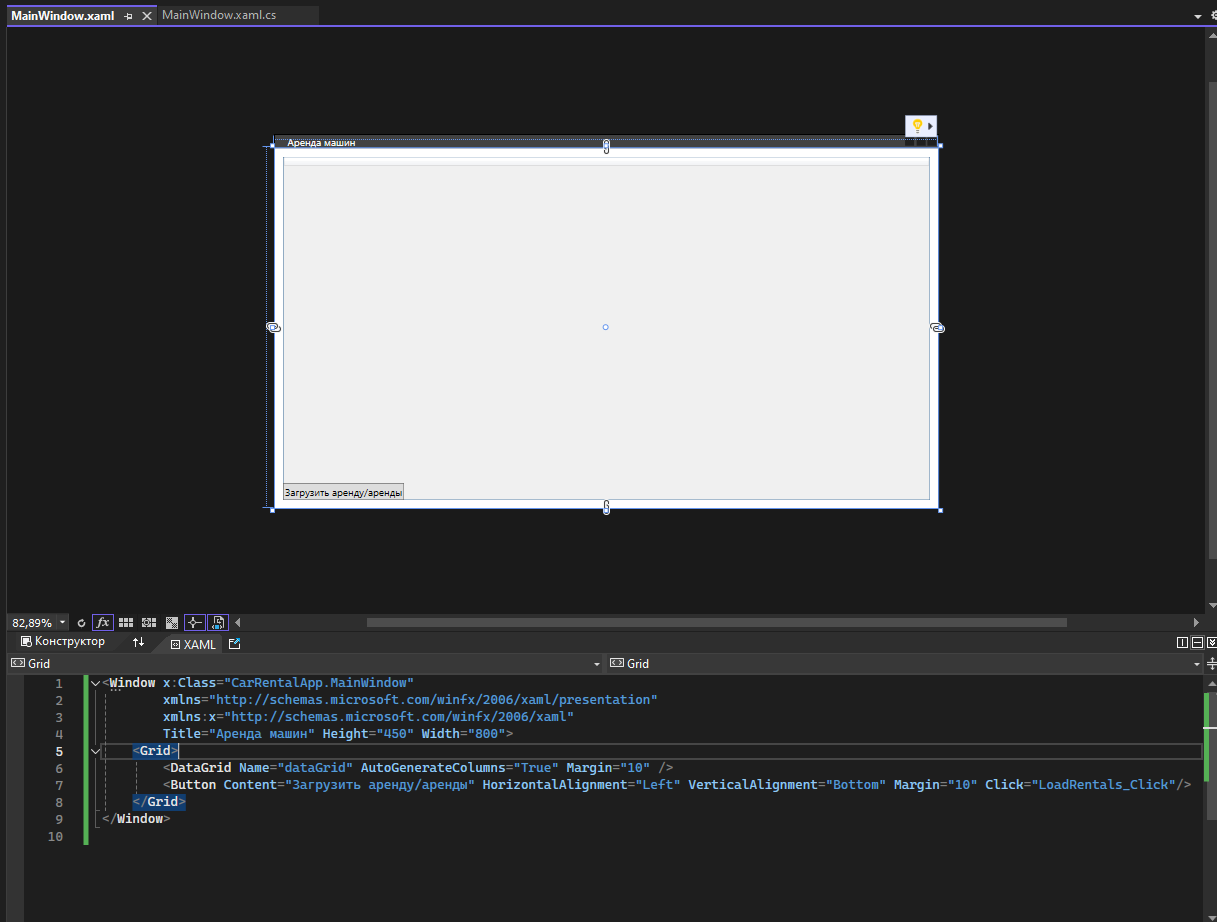 MainWindow.xaml
MainWindow.xaml.cs
Аренда машин
Загрузить аренду/аренды
82,89%
fx
Конструктор
XAML
Grid
Grid
1 <Window x:Class="CarRentalApp.MainWindow"
2 xmlns="http://schemas.microsoft.com/winfx/2006/xaml/presentation"
3 xmlns:x="http://schemas.microsoft.com/winfx/2006/xaml"
4 Title="Аренда машин" Height="450" Width="800">
5 <Grid>
6 <DataGrid Name="dataGrid" AutoGenerateColumns="True" Margin="10" />
7 <Button Content="Загрузить аренду/аренды" HorizontalAlignment="Left" VerticalAlignment="Bottom" Margin="10" Click="LoadRentals_Click"/>
8 </Grid>
9 </Window>
10